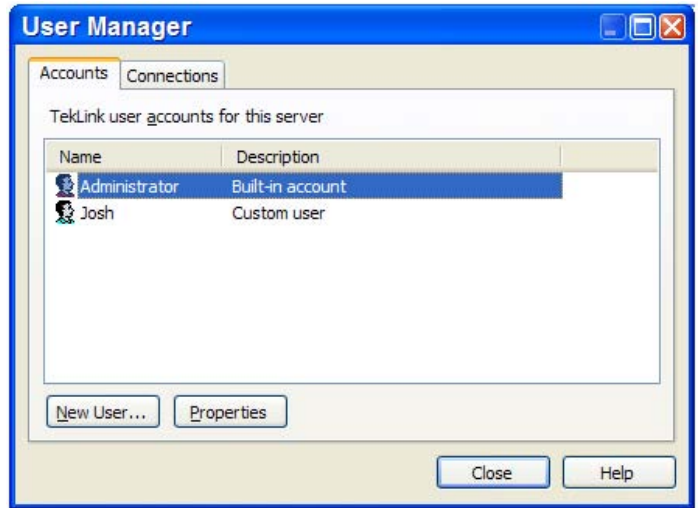 User Manager
Accounts Connections
TekLink user accounts for this server
Name Description
Administrator Built-in account
Josh Custom user
New User... Properties
Close Help